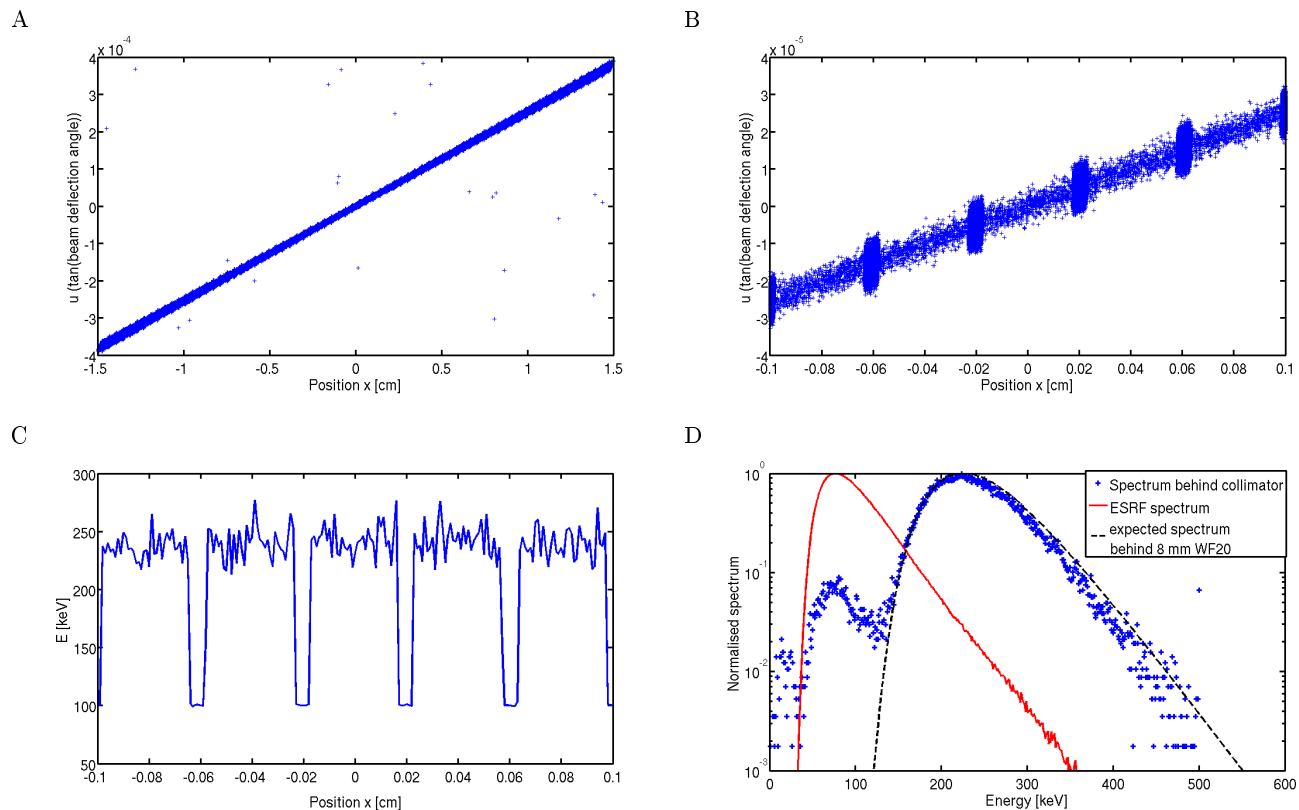 A
x 10⁻⁴
4
3
2
1
0
-1
-2
-3
-4
u (tan(beam deflection angle))
-1.5 -1 -0.5 0 0.5 1 1.5
Position x [cm]
B
x 10⁻⁵
4
3
2
1
0
-1
-2
-3
-4
u (tan(beam deflection angle))
-0.1 -0.08 -0.06 -0.04 -0.02 0 0.02 0.04 0.06 0.08 0.1
Position x [cm]
C
300
250
200
150
100
50
E [keV]
-0.1 -0.08 -0.06 -0.04 -0.02 0 0.02 0.04 0.06 0.08 0.1
Position x [cm]
D
10⁰
10⁻¹
10⁻²
10⁻³
Normalised spectrum
Spectrum behind collimator
ESRF spectrum
expected spectrum
behind 8 mm WF20
0 100 200 300 400 500 600
Energy [keV]